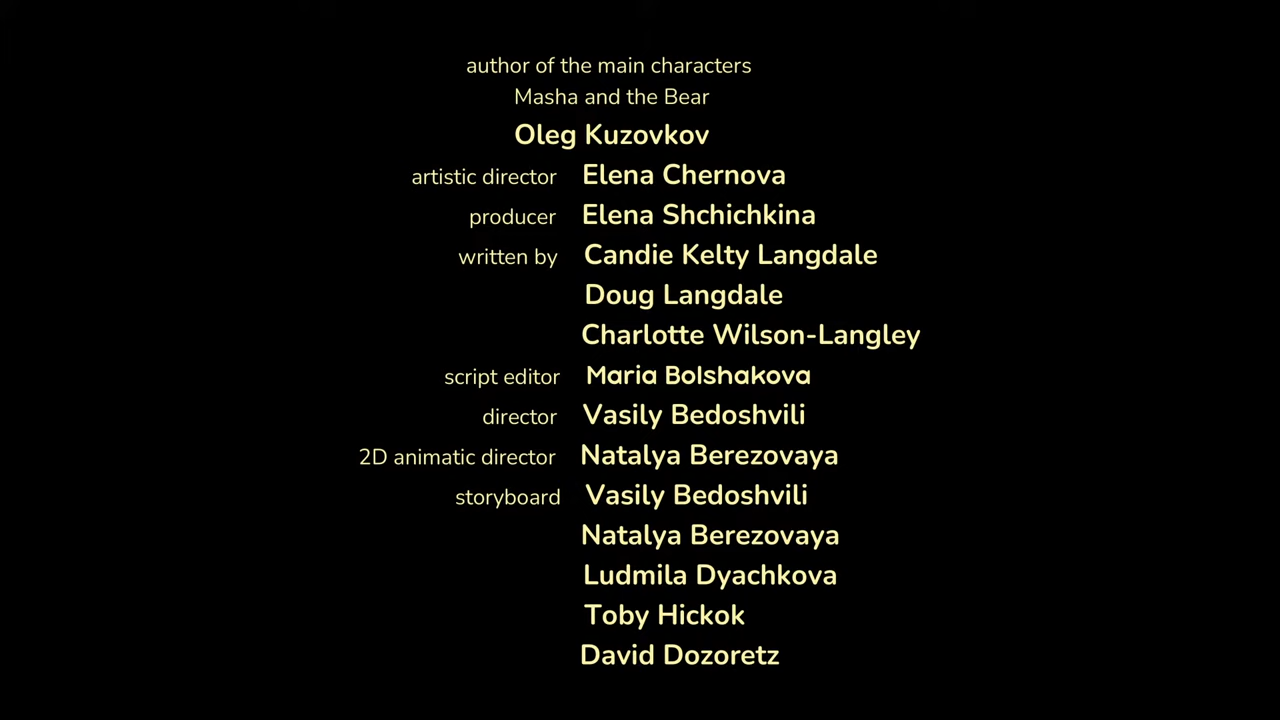 author of the main characters
Masha and the Bear
Oleg Kuzovkov
artistic director Elena Chernova
producer Elena Shchichkina
written by Candie Kelty Langdale
Doug Langdale
Charlotte Wilson-Langley
script editor Maria Bolshakova
director Vasily Bedoshvili
2D animatic director Natalya Berezovaya
storyboard Vasily Bedoshvili
Natalya Berezovaya
Ludmila Dyachkova
Toby Hickok
David Dozoretz